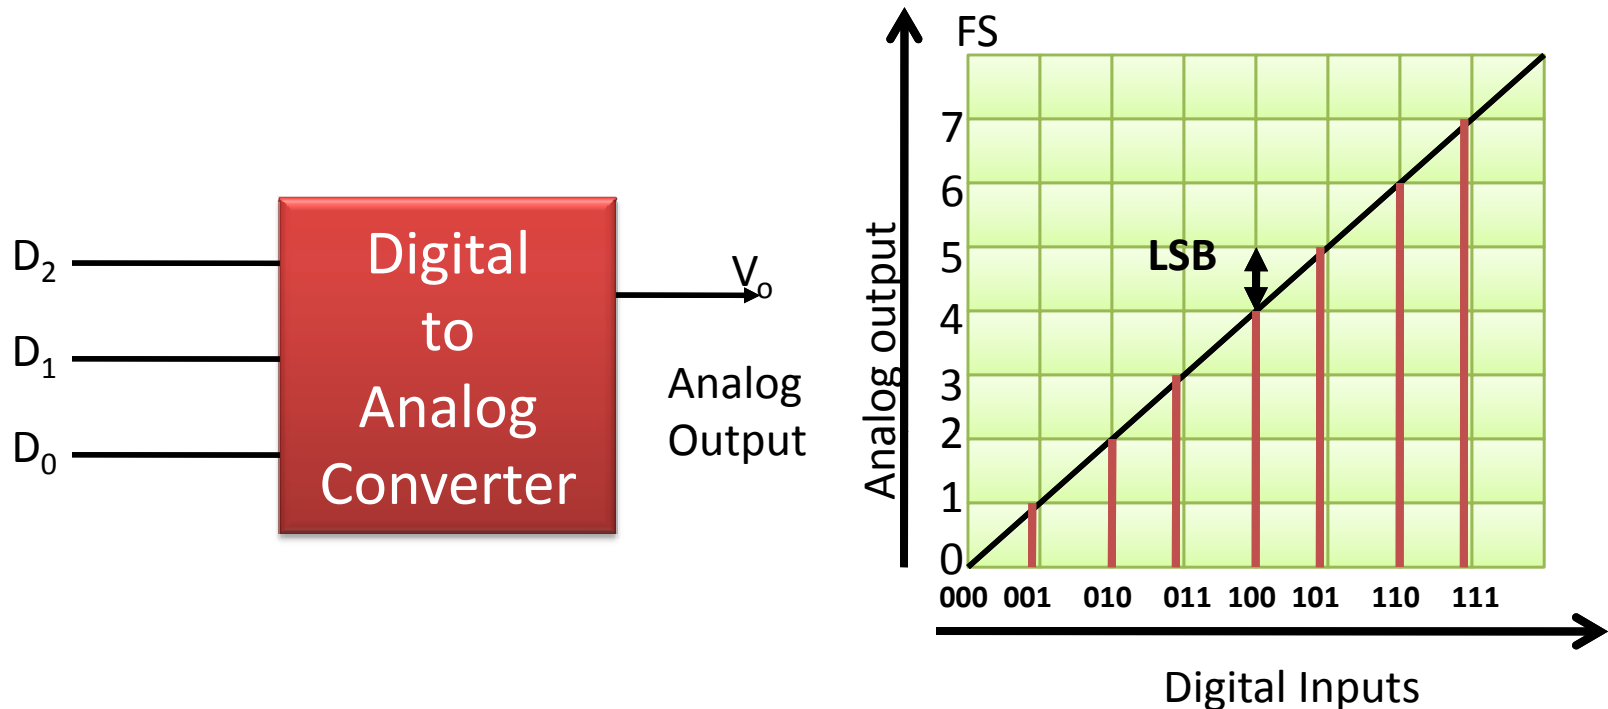 D2
D1
D0
Digital
to
Analog
Converter
Vo
Analog
Output
FS
Analog output
7
6
5
4
3
2
1
0
LSB
000 001 010 011 100 101 110 111
Digital Inputs